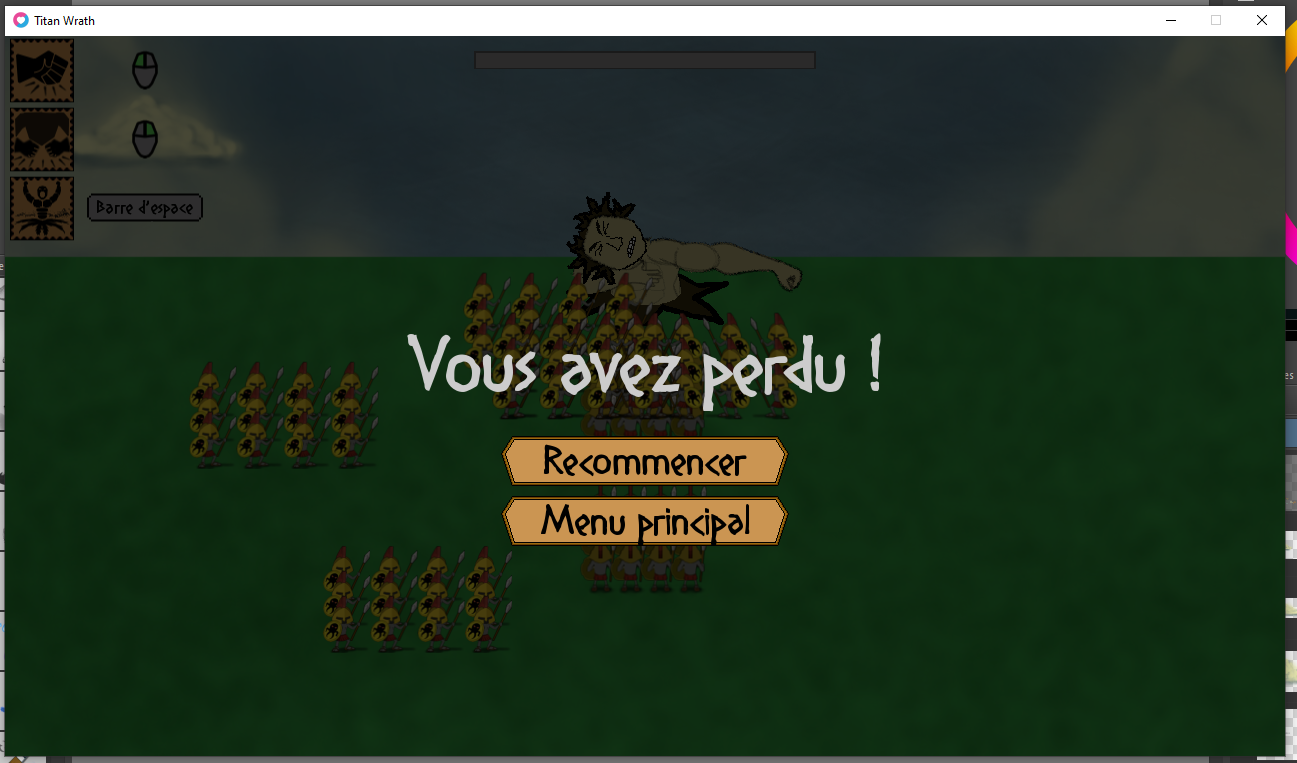 Titan Wrath
Barre d'espace
Vous avez perdu !
Recommencer
Menu principal